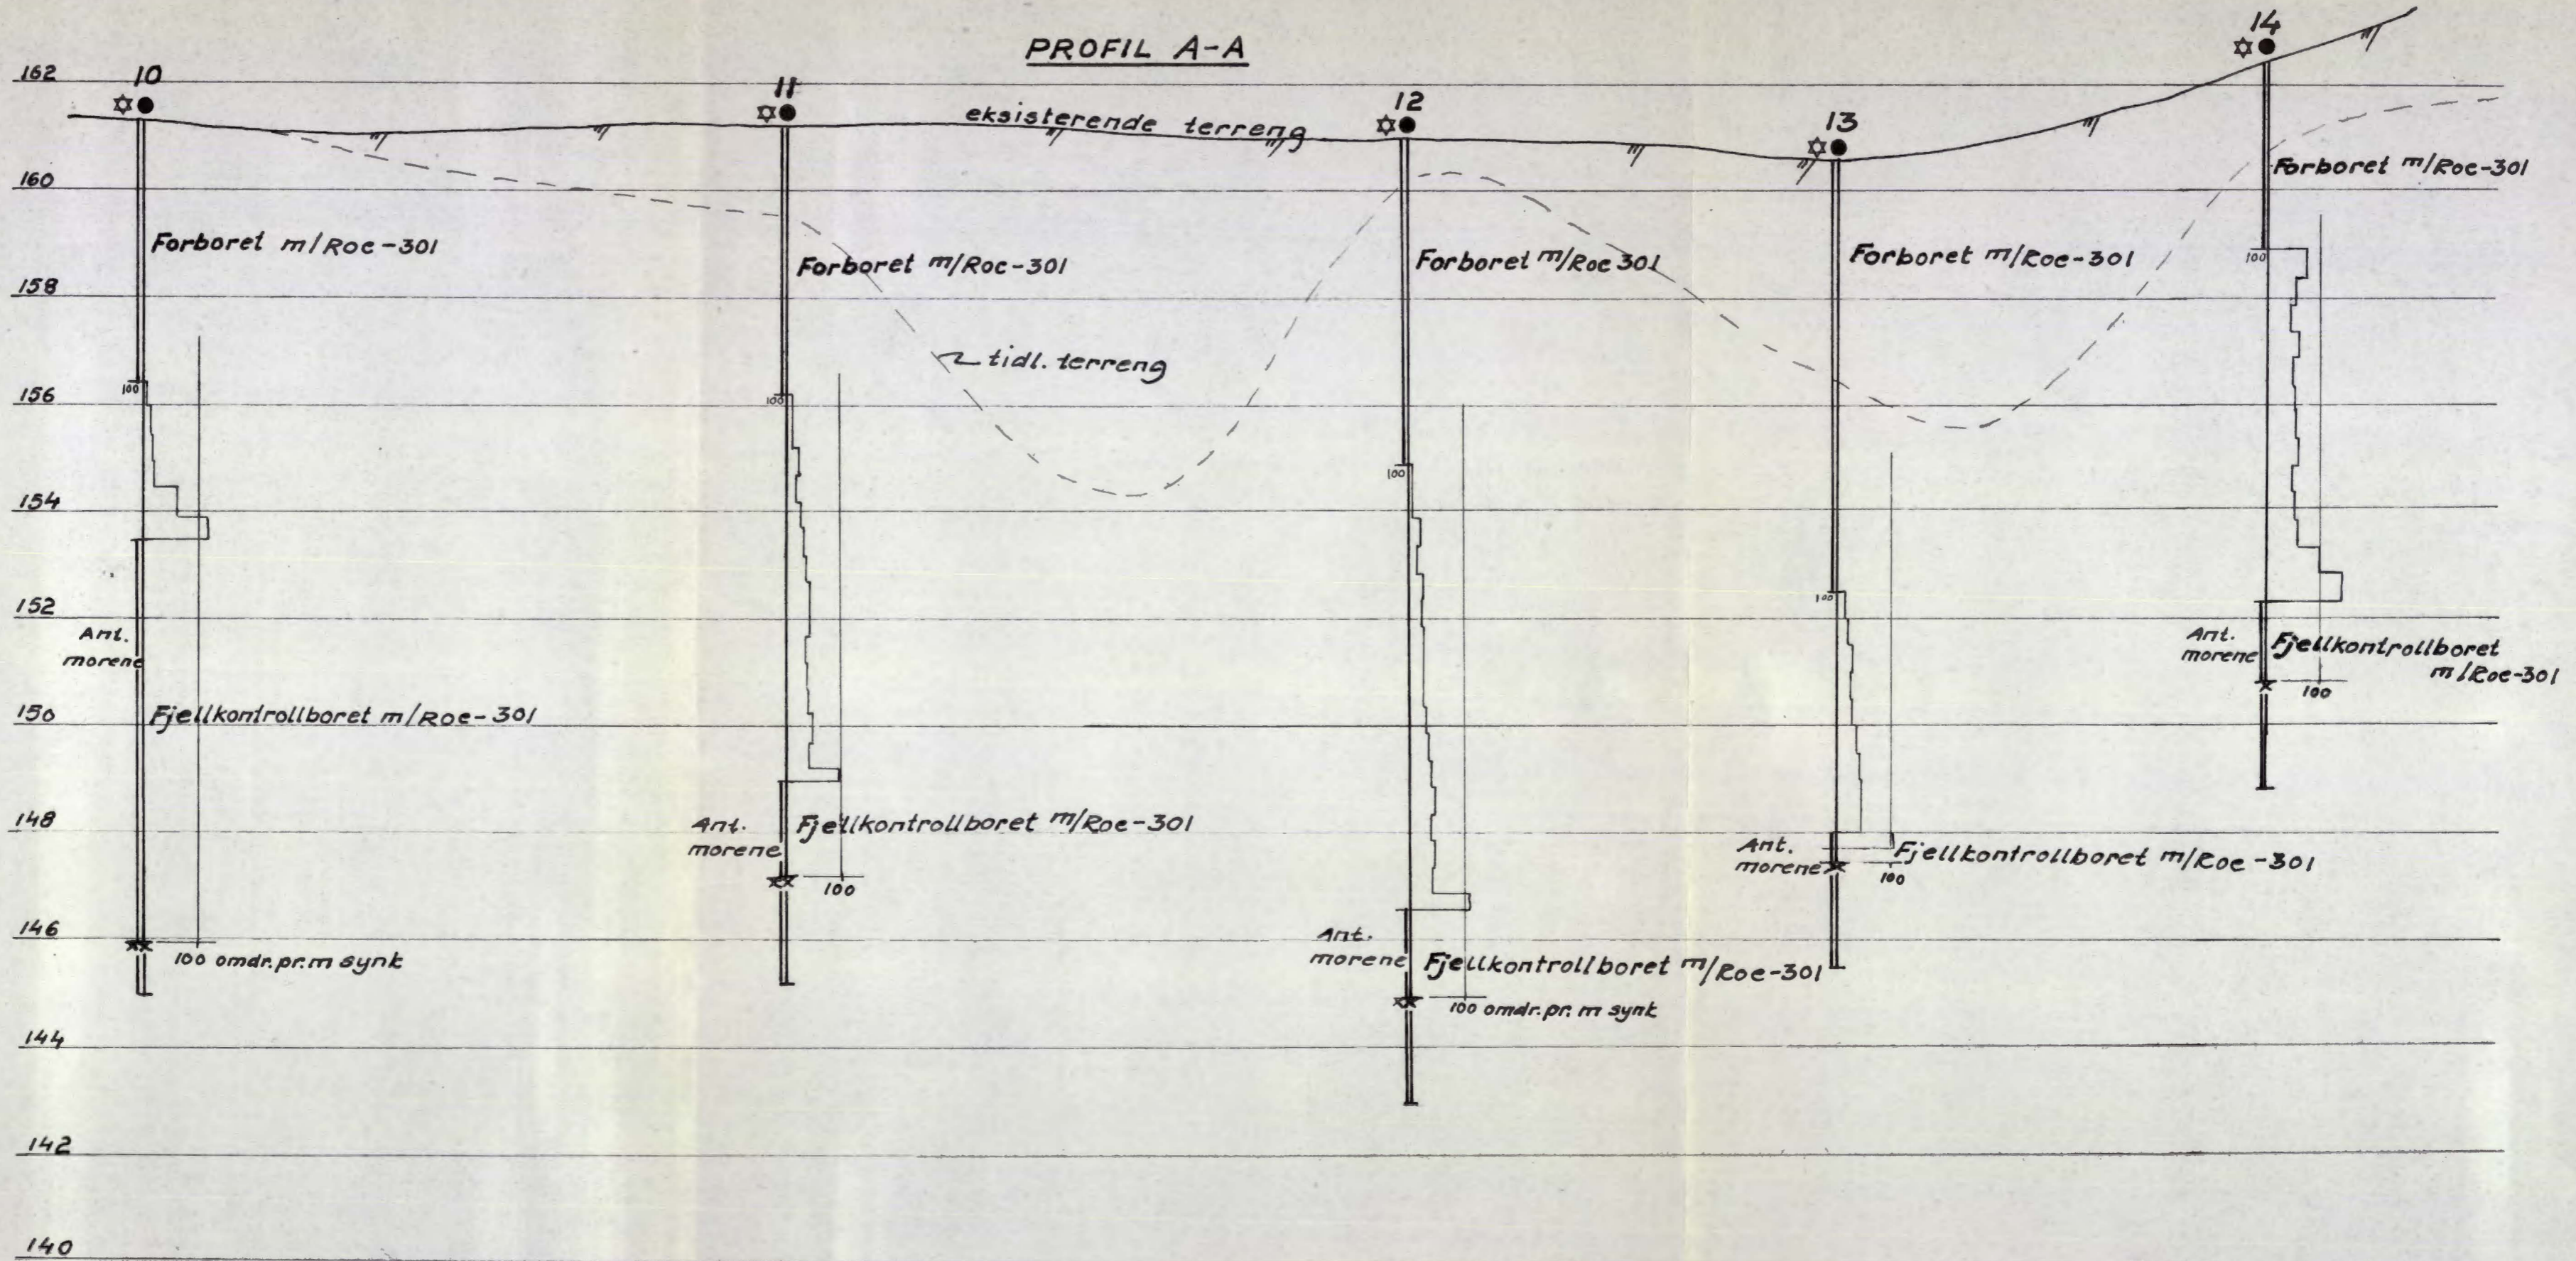 PROFIL A-A
162
10
11
12
13
14
eksisterende terreng
160
Forboret m/Roc-301
Forboret m/Roc-301
Forboret m/Roc-301
Forboret m/Roc 301
Forboret m/Roc-301
100
158
tidl. terreng
156
100
100
154
100
152
100
Ant.
morene
Ant.
morene
Fjellkontrollboret
m/Roc-301
100
150
Fjellkontrollboret m/Roc-301
148
Ant.
morene
Fjellkontrollboret m/Roc-301
100
Ant.
morene
Fjellkontrollboret m/Roc-301
100
146
100 omdr.pr.m synk
Ant.
morene
Fjellkontrollboret m/Roc-301
100 omdr.pr.m synk
144
142
140